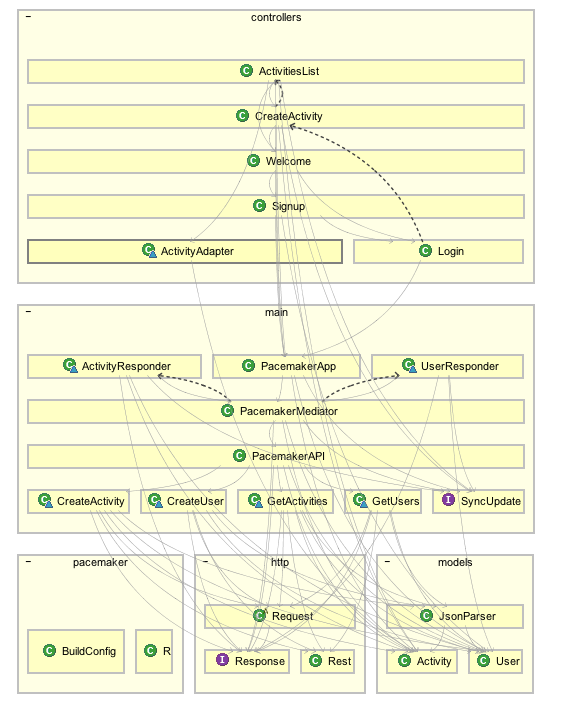 controllers
C ActivitiesList
C CreateActivity
C Welcome
C Signup
C ActivityAdapter C Login
main
C ActivityResponder C PacemakerApp C UserResponder
C PacemakerMediator
C PacemakerAPI
C CreateActivity C CreateUser C GetActivities C GetUsers I SyncUpdate
pacemaker http models
C Request C JsonParser
C BuildConfig C R
I Response C Rest C Activity C User